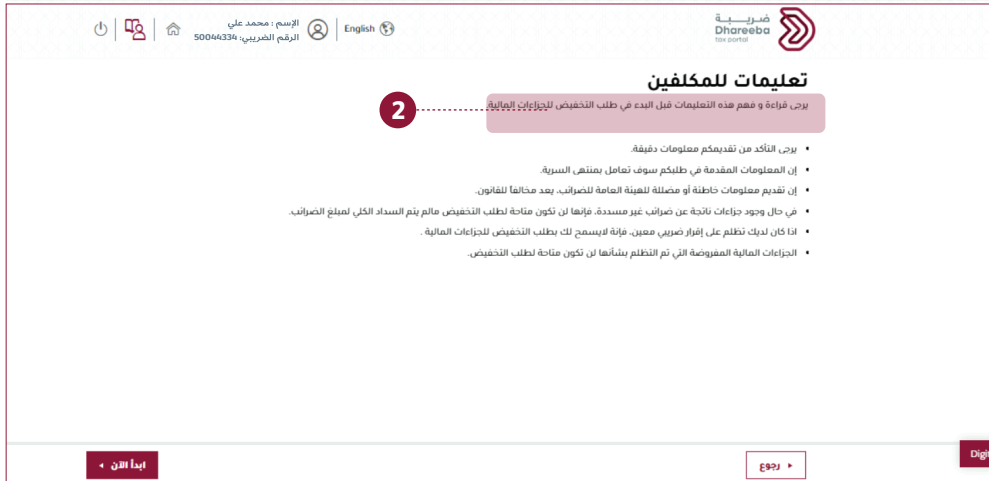 ضريبة
Dhareeba
tax portal
English
الإسم : محمد علي
الرقم الضريبي: 50044334
تعليمات للمكلفين
يرجى قراءة و فهم هذه التعليمات قبل البدء في طلب التخفيض للجزاءات المالية.
2
• يرجى التأكد من تقديمكم معلومات دقيقة.
• إن المعلومات المقدمة في طلبكم سوف تعامل بمنتهى السرية.
• إن تقديم معلومات خاطئة أو مضللة للهيئة العامة للضرائب، يعد مخالفاً للقانون.
• في حال وجود جزاءات ناتجة عن ضرائب غير مسددة، فإنها لن تكون متاحة لطلب التخفيض مالم يتم السداد الكلي لمبلغ الضرائب.
• اذا كان لديك تظلم على إقرار ضريبي معين، فإنة لايسمح لك بطلب التخفيض للجزاءات المالية .
• الجزاءات المالية المفروضة التي تم التظلم بشأنها لن تكون متاحة لطلب التخفيض.
رجوع
ابدأ الآن